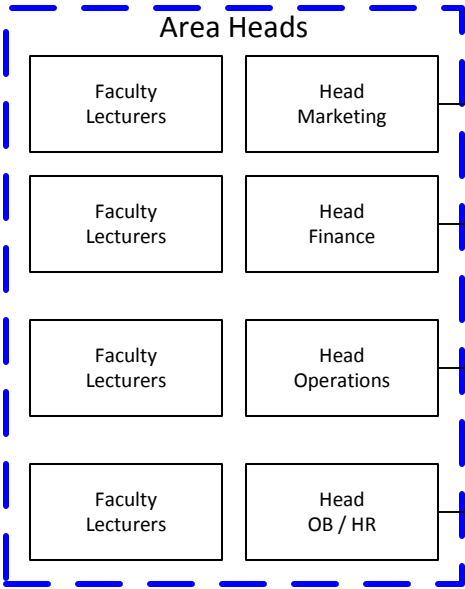 Area Heads
Faculty
Lecturers
Head
Marketing
Faculty
Lecturers
Head
Finance
Faculty
Lecturers
Head
Operations
Faculty
Lecturers
Head
OB / HR